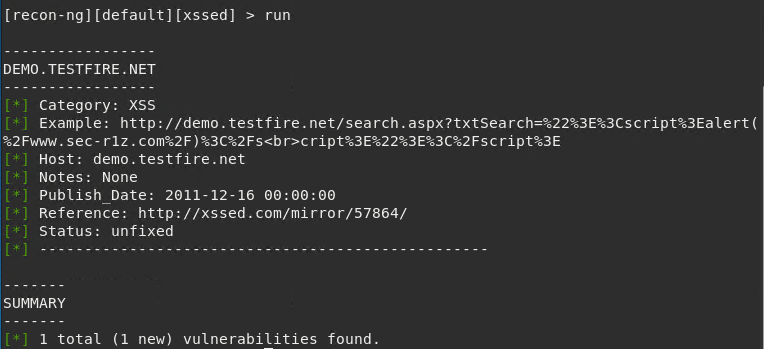 [recon-ng][default][xssed] > run
-----------------
DEMO.TESTFIRE.NET
-----------------
[*] Category: XSS
[*] Example: http://demo.testfire.net/search.aspx?txtSearch=%22%3E%3Cscript%3Ealert(
%2Fwww.sec-r1z.com%2F)%3C%2Fs<br>cript%3E%22%3E%3C%2Fscript%3E
[*] Host: demo.testfire.net
[*] Notes: None
[*] Publish_Date: 2011-12-16 00:00:00
[*] Reference: http://xssed.com/mirror/57864/
[*] Status: unfixed
[*] --------------------------------------------------
-------
SUMMARY
-------
[*] 1 total (1 new) vulnerabilities found.